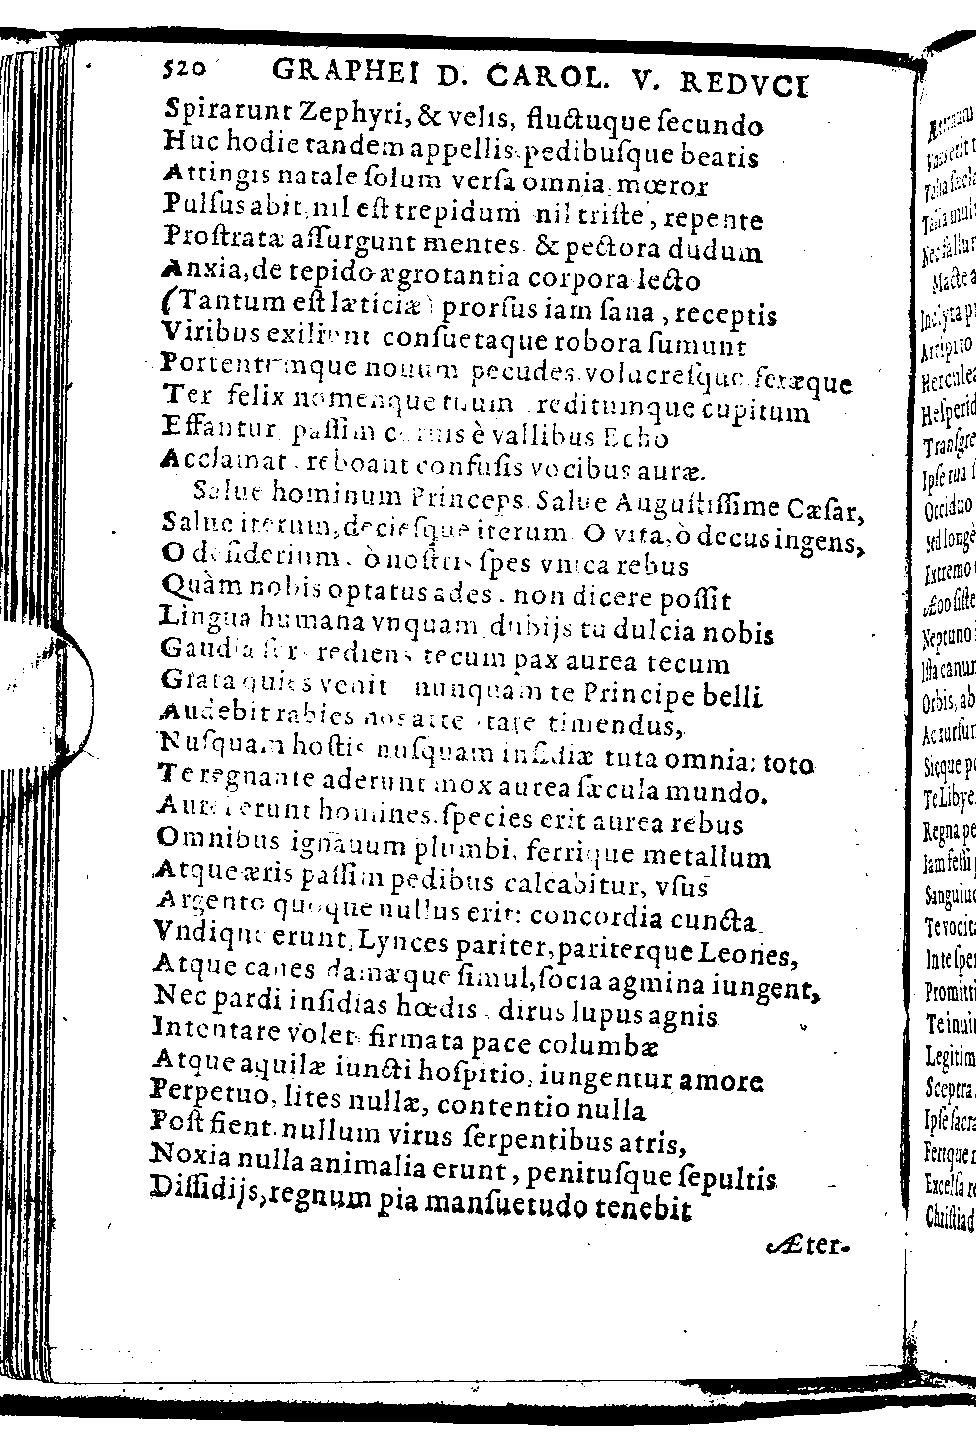 520 GRAPHEI D. CAROL. V. REDVCI
Spirarunt Zephyri, & velis, fluctuque ſecundo
Huc hodie tandem appellis, pedibuſque beatis
Attingis natale ſolum verſa omnia, mœror
Pulſus abit, nil eſt trepidum nil triſte, repente
Proſtratæ aſſurgunt mentes & pectora dudum
Anxia, de tepido ægrotantia corpora lecto
(Tantum eſt læticiæ) prorſus iam ſana, receptis
Viribus exiliunt conſuetaque robora ſumunt
Portentumque nouum pecudes, volucreſque feræque
Ter felix nomenque tuum reditumque cupitum
Effantur paſſim è vallibus Echo
Acclamat, reboant confuſis vocibus auræ.
Salue hominum Princeps Salue Auguſtiſſime Cæſar,
Salue iterum, decieſque iterum O vita, ò decus ingens,
O deſiderium, ò noſtris ſpes vnica rebus
Quàm nobis optatus ades, non dicere poſſit
Lingua humana vnquam dubijs tu dulcia nobis
Gaudia fers rediens tecum pax aurea tecum
Grata quies venit nunquam te Principe belli
Audebit rabies timendus,
Nuſquam hoſtis nuſquam inſidiæ tuta omnia: toto
Te regnante aderunt mox aurea ſæcula mundo.
Aurei erunt homines, ſpecies erit aurea rebus
Omnibus ignauum plumbi, ferrique metallum
Atque æris paſſim pedibus calcabitur, vſus
Argento quoque nullus erit: concordia cuncta
Vndique erunt, Lynces pariter, pariterque Leones,
Atque canes damæque ſimul, ſocia agmina iungent,
Nec pardi inſidias hœdis, dirus lupus agnis
Intentare volet firmata pace columbæ
Atque aquilæ iuncti hoſpitio, iungentur amore
Perpetuo, lites nullæ, contentio nulla
Poſt fient, nullum virus ſerpentibus atris,
Noxia nulla animalia erunt, penituſque ſepultis
Diſſidijs, regnum pia manſuetudo tenebit
Æter-